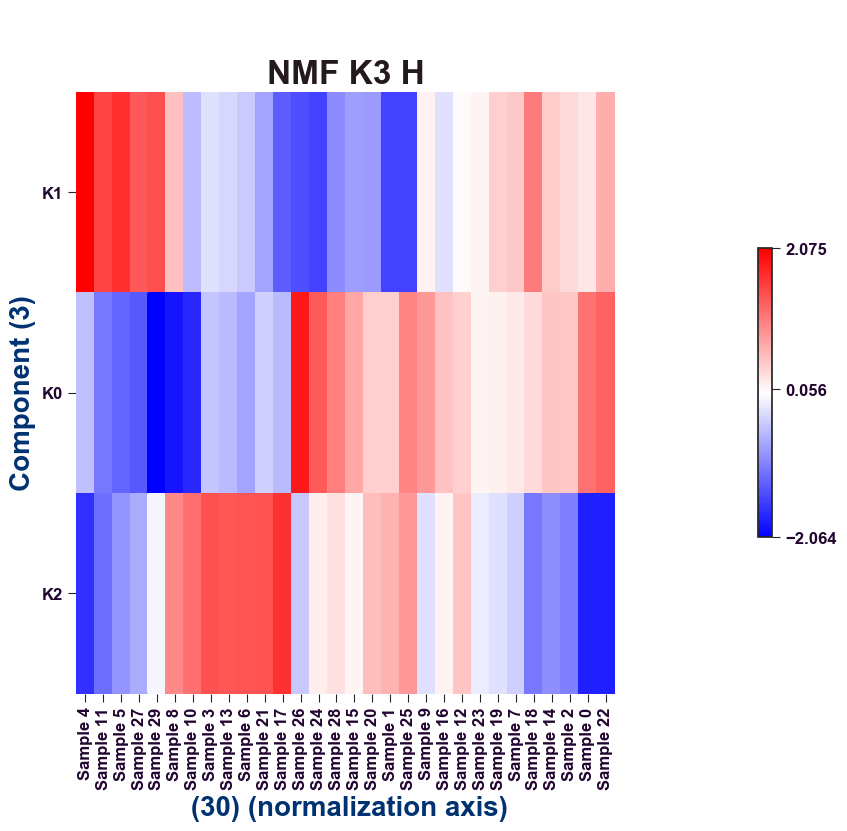 NMF K3 H
Component (3)
K1
K0
K2
2.075
0.056
−2.064
Sample 4
Sample 11
Sample 5
Sample 27
Sample 29
Sample 8
Sample 10
Sample 3
Sample 13
Sample 6
Sample 21
Sample 17
Sample 26
Sample 24
Sample 28
Sample 15
Sample 20
Sample 1
Sample 25
Sample 9
Sample 16
Sample 12
Sample 23
Sample 19
Sample 7
Sample 18
Sample 14
Sample 2
Sample 0
Sample 22
(30) (normalization axis)